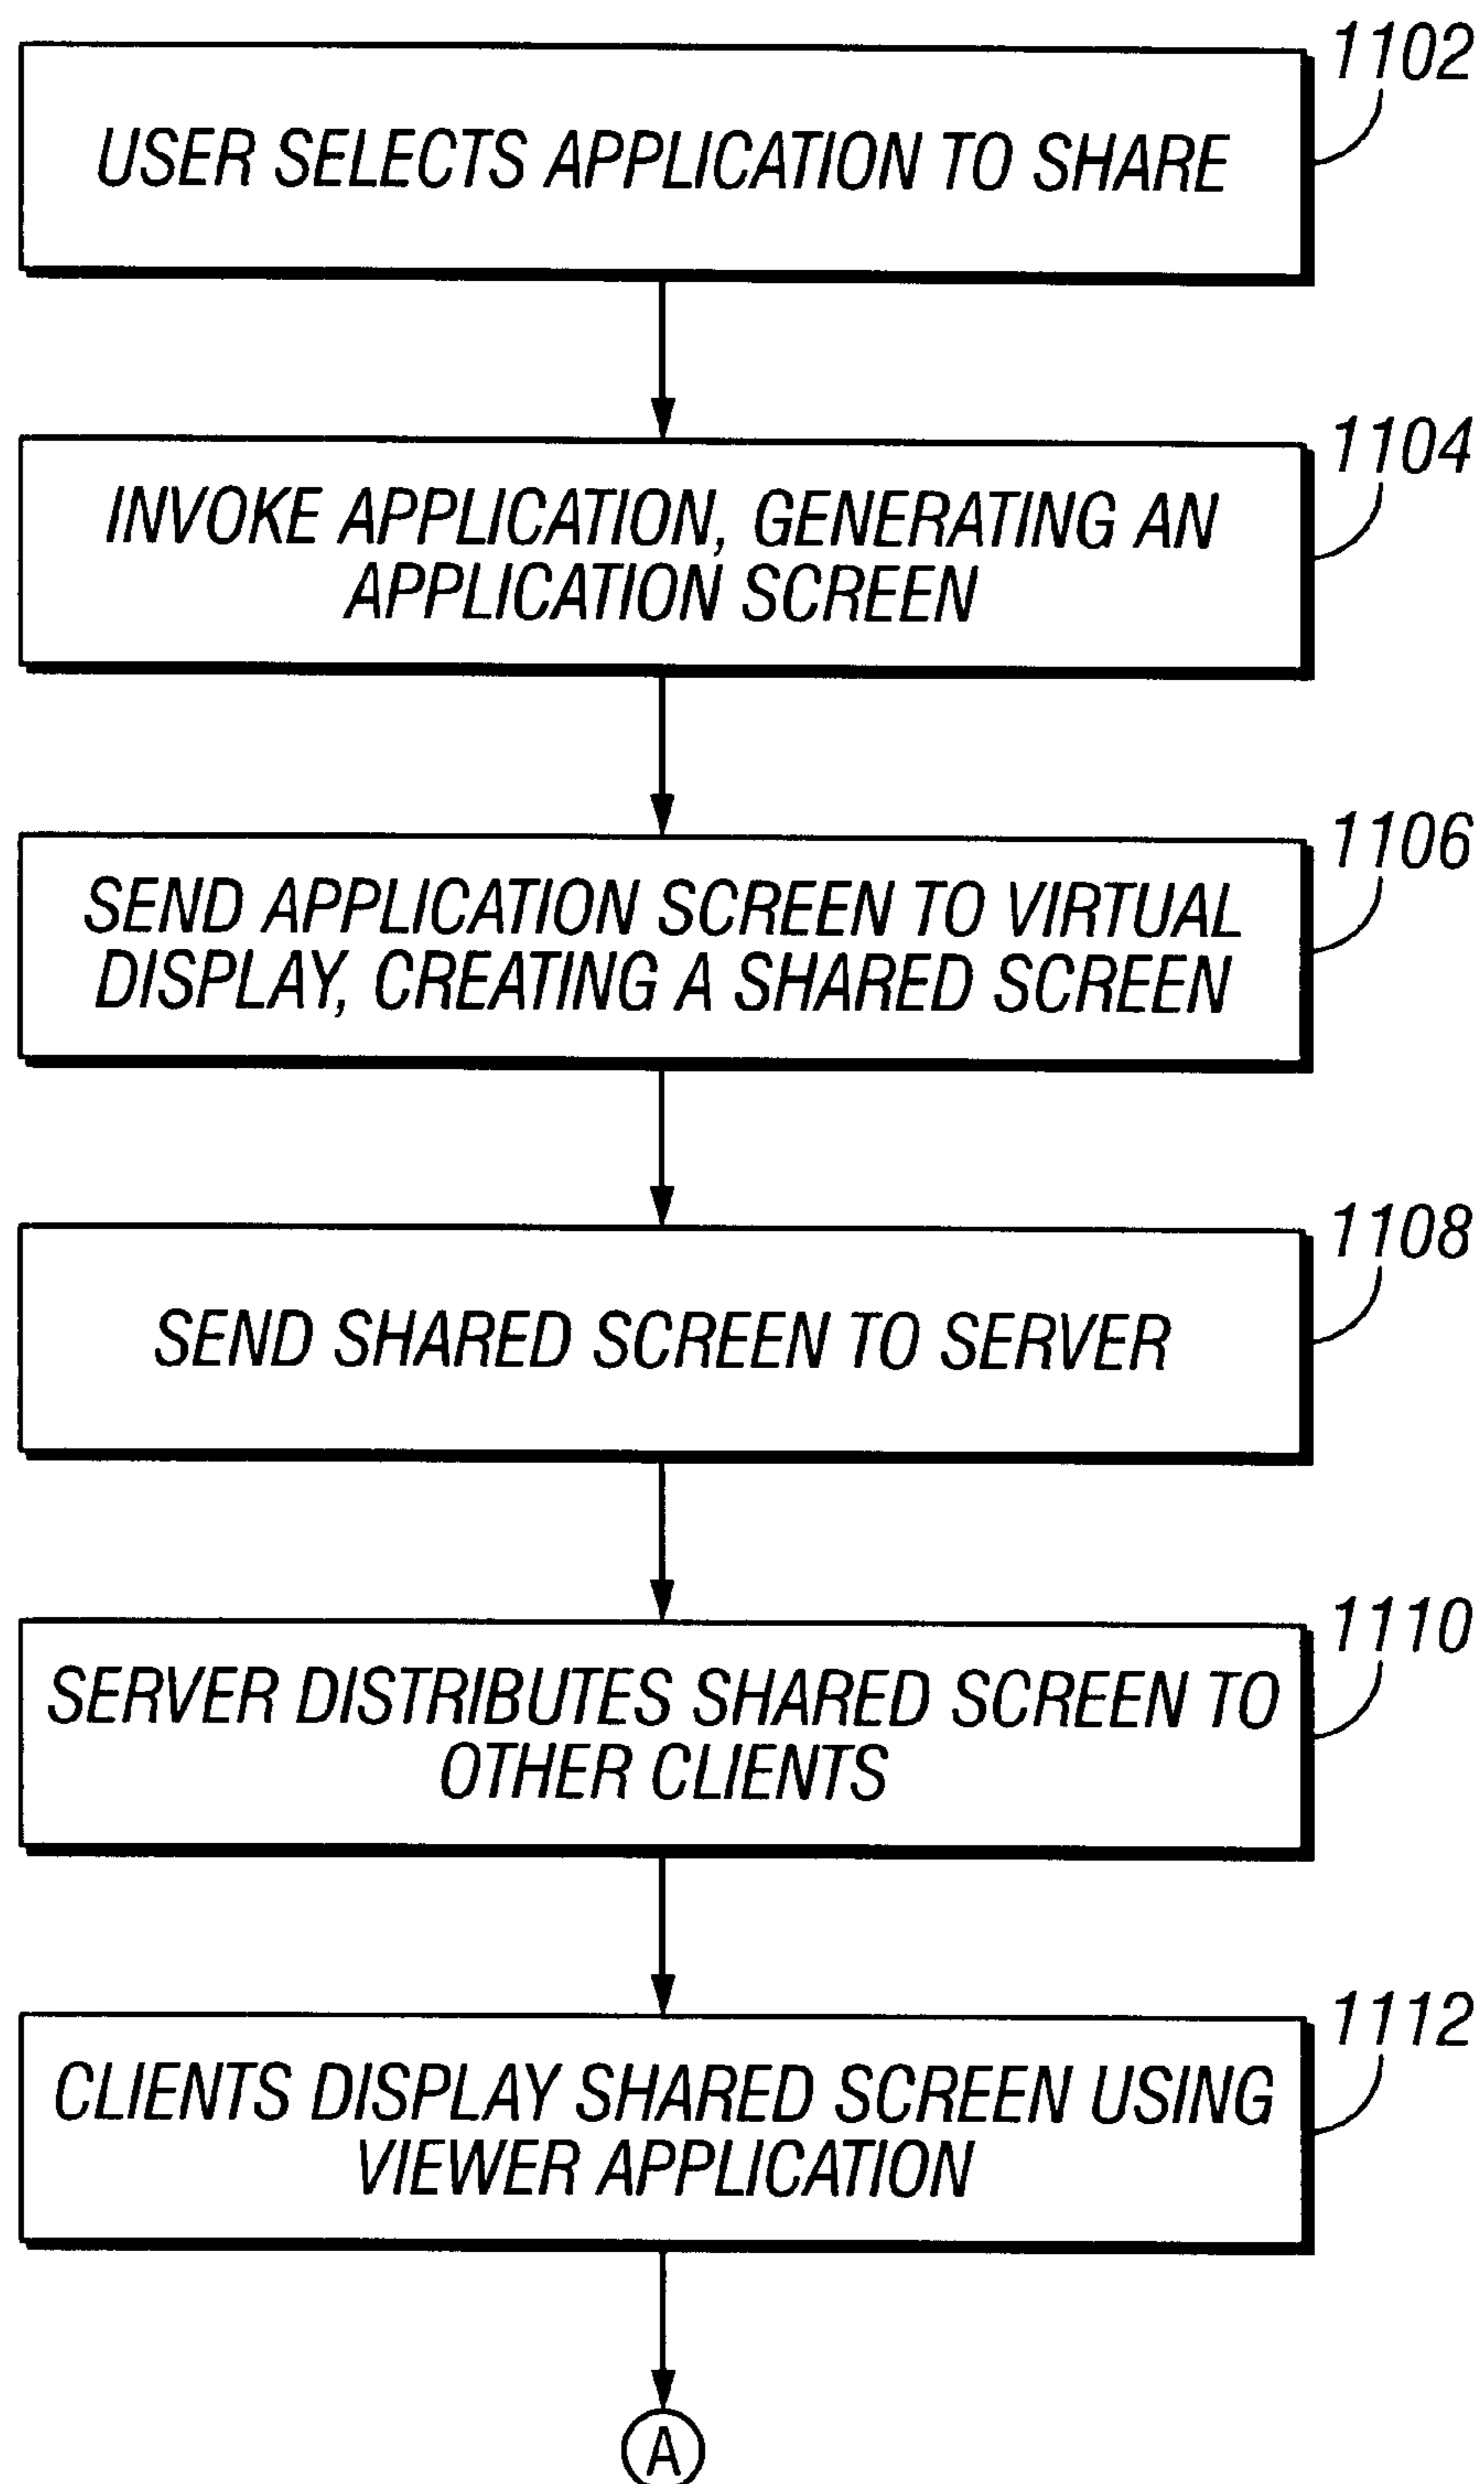 1102
USER SELECTS APPLICATION TO SHARE
1104
INVOKE APPLICATION, GENERATING AN
APPLICATION SCREEN
1106
SEND APPLICATION SCREEN TO VIRTUAL
DISPLAY, CREATING A SHARED SCREEN
1108
SEND SHARED SCREEN TO SERVER
1110
SERVER DISTRIBUTES SHARED SCREEN TO
OTHER CLIENTS
1112
CLIENTS DISPLAY SHARED SCREEN USING
VIEWER APPLICATION
A